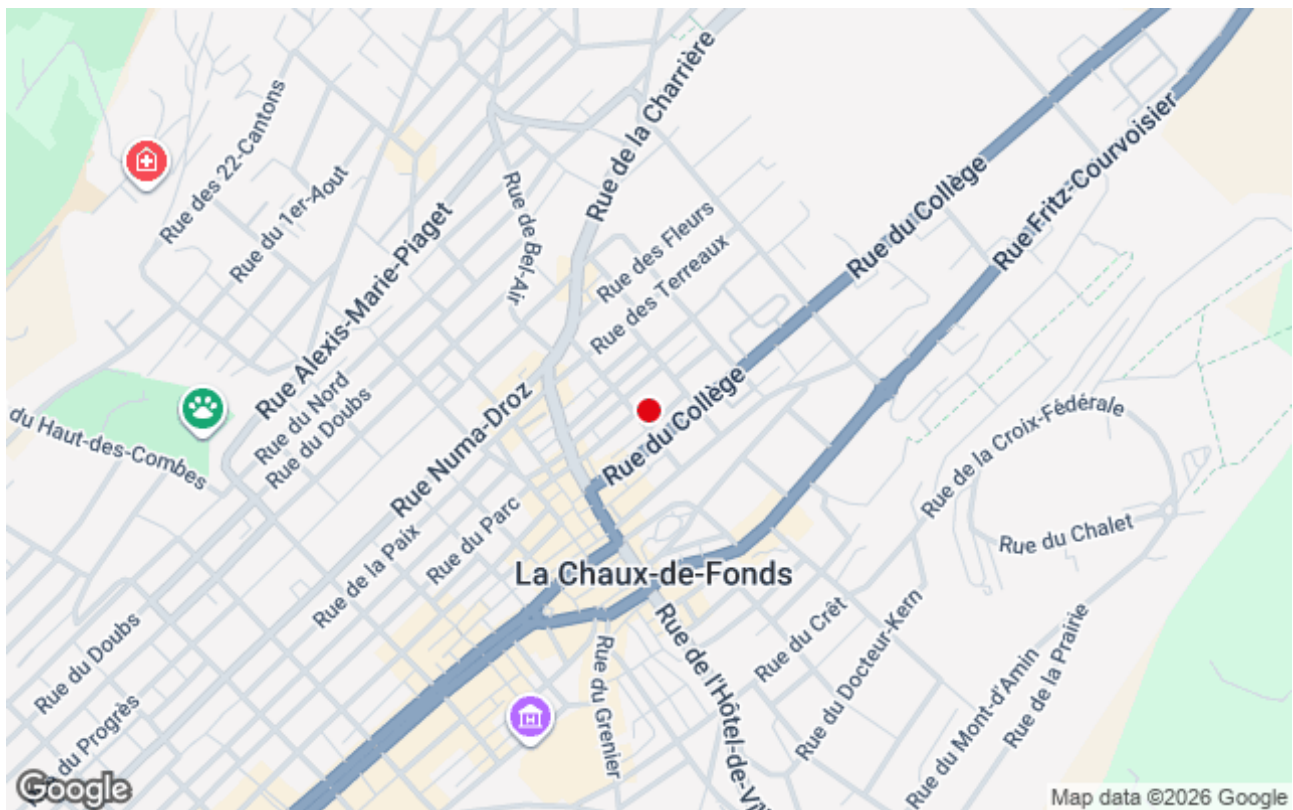 Rue des 22-Cantons
Rue du 1er-Aout
Rue Alexis-Marie-Piaget
Rue de Bel-Air
Rue de la Charrière
Rue des Fleurs
Rue des Terreaux
Rue du Collège
Rue Fritz-Courvoisier
du Haut-des-Combes
Rue du Nord
Rue du Doubs
Rue Numa-Droz
Rue du Collège
Rue de la Croix-Fédérale
Rue du Chalet
Rue de la Paix
Rue du Parc
La Chaux-de-Fonds
Rue du Doubs
du Progrès
Rue du Grenier
Rue de l'Hôtel-de-Vil
Rue du Crêt
Rue du Docteur-Kern
Rue du Mont-d'Amin
Rue de la Prairie
Google
Map data ©2026 Google